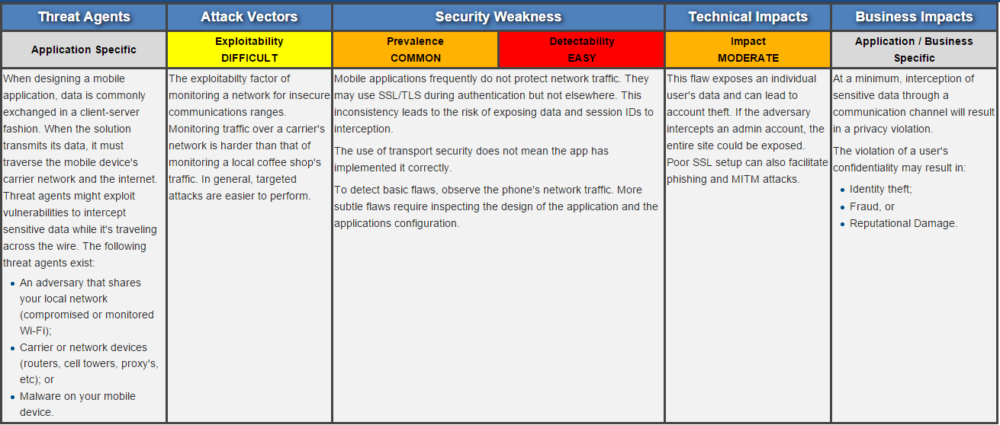 Threat Agents
Attack Vectors
Security Weakness
Technical Impacts
Business Impacts
Application Specific
Exploitability
DIFFICULT
Prevalence
COMMON
Detectability
EASY
Impact
MODERATE
Application / Business
Specific
When designing a mobile
application, data is commonly
exchanged in a client-server
fashion. When the solution
transmits its data, it must
traverse the mobile device's
carrier network and the internet.
Threat agents might exploit
vulnerabilities to intercept
sensitive data while it's traveling
across the wire. The following
threat agents exist:
An adversary that shares
your local network
(compromised or monitored
Wi-Fi);
Carrier or network devices
(routers, cell towers, proxy's,
etc); or
Malware on your mobile
device.
The exploitabilty factor of
monitoring a network for insecure
communications ranges.
Monitoring traffic over a carrier's
network is harder than that of
monitoring a local coffee shop's
traffic. In general, targeted
attacks are easier to perform.
Mobile applications frequently do not protect network traffic. They
may use SSL/TLS during authentication but not elsewhere. This
inconsistency leads to the risk of exposing data and session IDs to
interception.
The use of transport security does not mean the app has
implemented it correctly.
To detect basic flaws, observe the phone's network traffic. More
subtle flaws require inspecting the design of the application and the
applications configuration.
This flaw exposes an individual
user's data and can lead to
account theft. If the adversary
intercepts an admin account, the
entire site could be exposed.
Poor SSL setup can also facilitate
phishing and MITM attacks.
At a minimum, interception of
sensitive data through a
communication channel will result
in a privacy violation.
The violation of a user's
confidentiality may result in:
Identity theft;
Fraud, or
Reputational Damage.